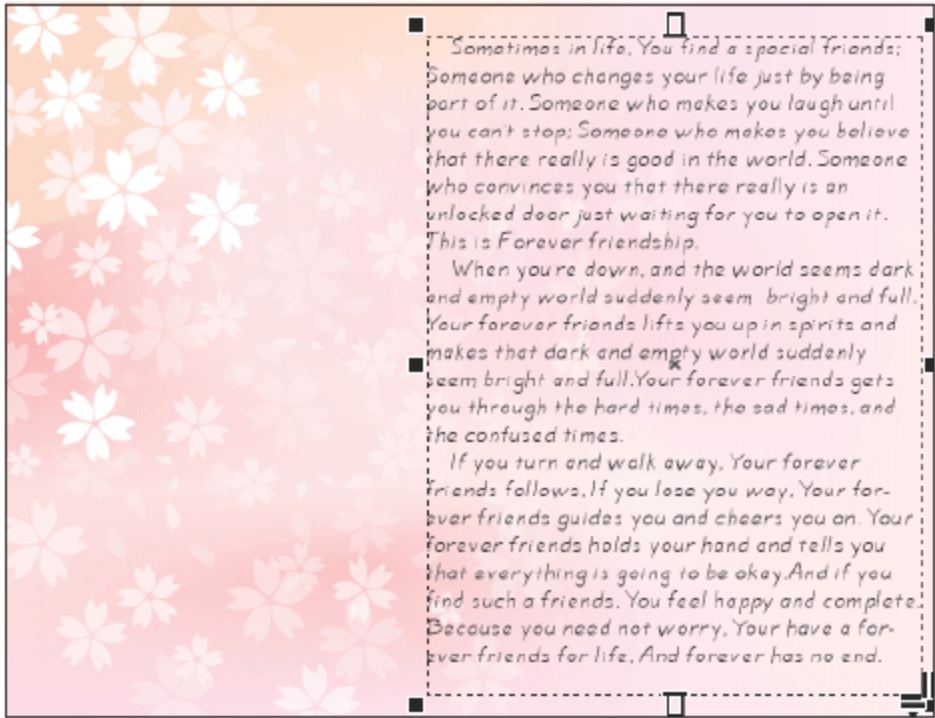 Sometimes in life, You find a special friends;
Someone who changes your life just by being
part of it. Someone who makes you laugh until
you can't stop; Someone who makes you believe
that there really is good in the world. Someone
who convinces you that there really is an
unlocked door just waiting for you to open it.
This is Forever friendship.
When you're down, and the world seems dark
and empty world suddenly seem bright and full.
Your forever friends lifts you up in spirits and
makes that dark and empty world suddenly
seem bright and full.Your forever friends gets
you through the hard times, the sad times, and
the confused times.
If you turn and walk away, Your forever
friends follows,If you lose you way, Your for-
ever friends guides you and cheers you on. Your
forever friends holds your hand and tells you
that everything is going to be okay.And if you
find such a friends. You feel happy and complete.
Because you need not worry, Your have a for-
ever friends for life, And forever has no end.